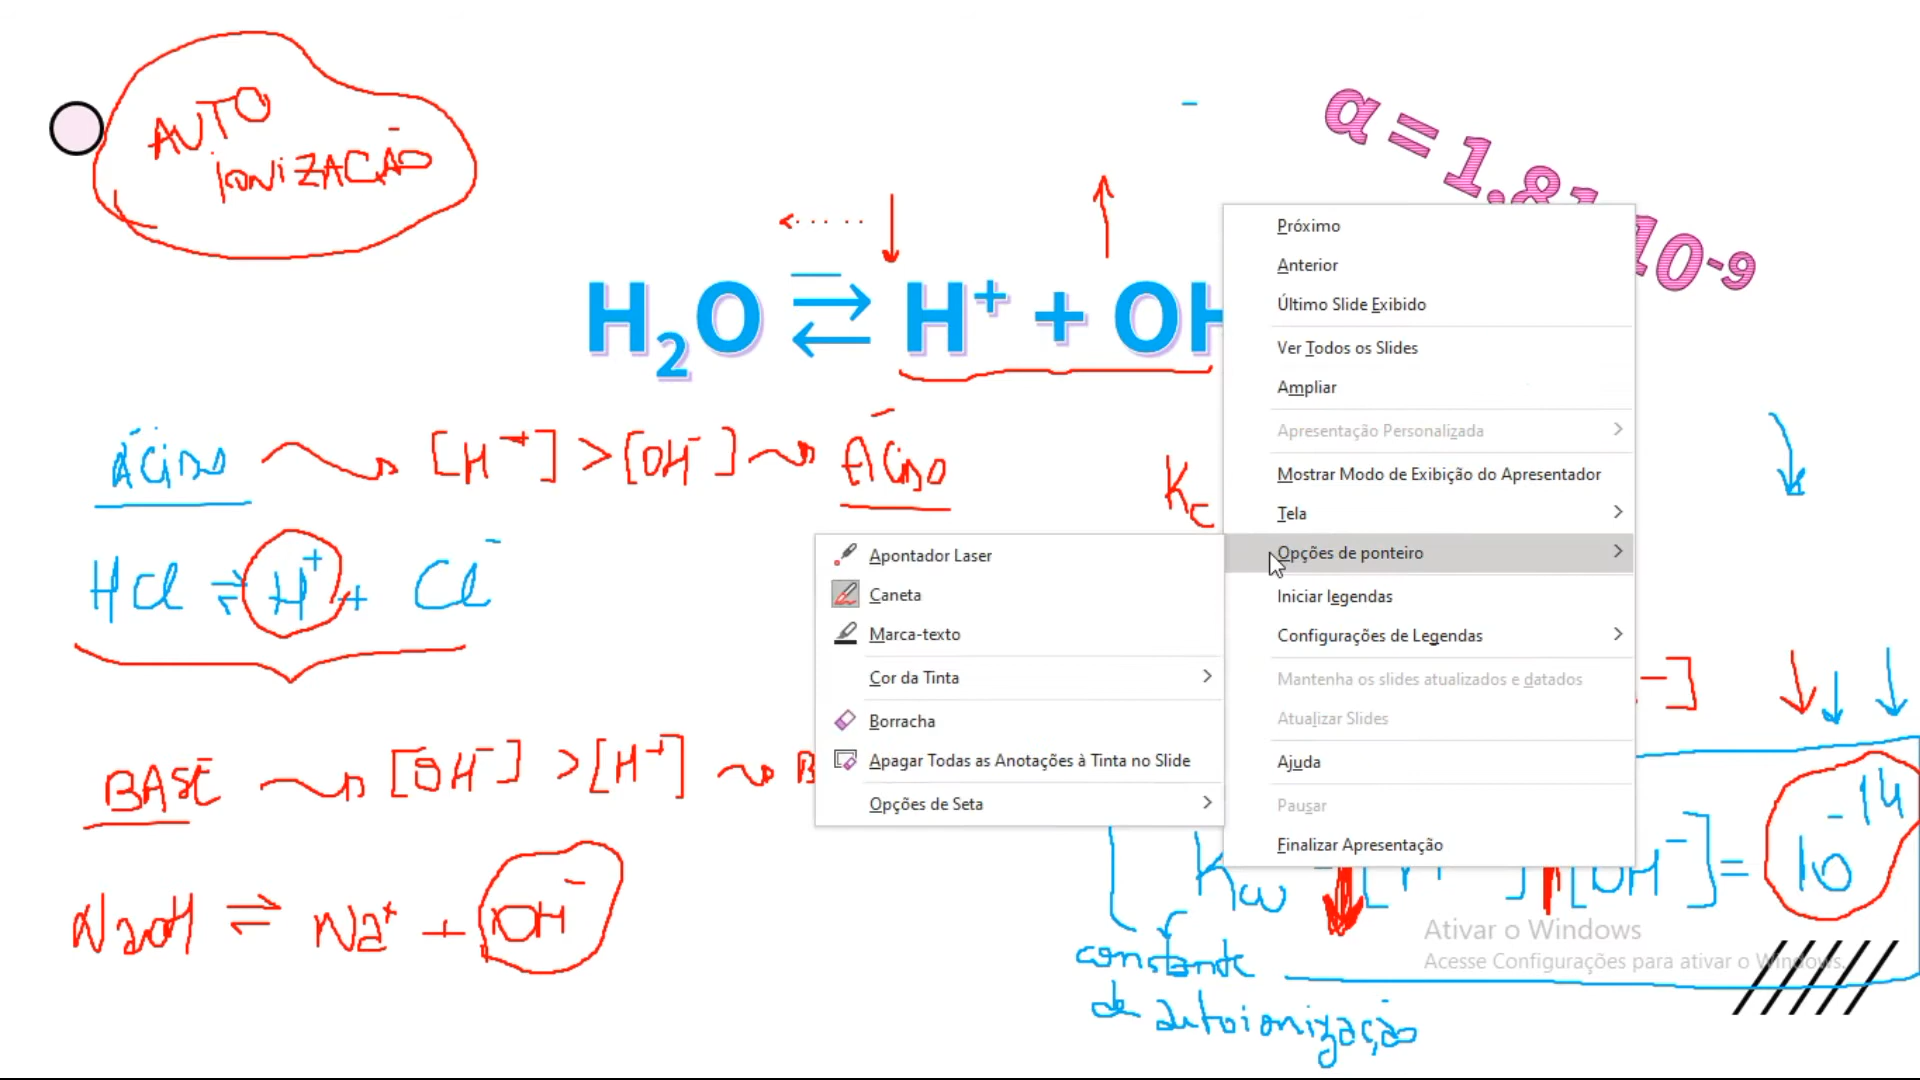 AUTO
IONIZAÇÃO
α = 1,81.10⁻⁹
H₂O ⇌ H⁺ + OH
ÁCIDO [H⁺] > [OH⁻] ÁCIDO
Kc
HCl ⇌ H⁺ + Cl⁻
BASE [OH⁻] > [H⁺] B
NaOH ⇌ Na⁺ + OH⁻
Próximo
Anterior
Último Slide Exibido
Ver Todos os Slides
Ampliar
Apresentação Personalizada
Mostrar Modo de Exibição do Apresentador
Tela
Opções de ponteiro
Iniciar legendas
Configurações de Legendas
Mantenha os slides atualizados e datados
Atualizar Slides
Ajuda
Pausar
Finalizar Apresentação
Apontador Laser
Caneta
Marca-texto
Cor da Tinta
Borracha
Apagar Todas as Anotações à Tinta no Slide
Opções de Seta
−]
Kw = [H⁺] [OH⁻] = 10⁻¹⁴
constante
de autoionização
Ativar o Windows
Acesse Configurações para ativar o Windows.